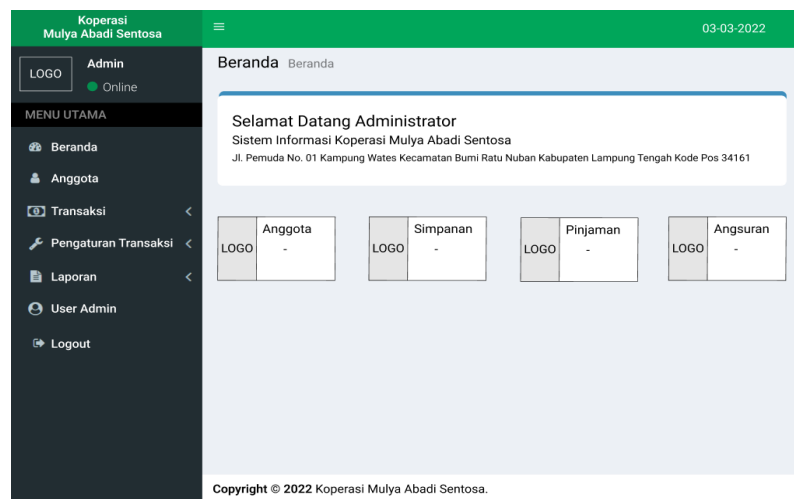 Koperasi
Mulya Abadi Sentosa
03-03-2022
LOGO
Admin
Online
MENU UTAMA
Beranda
Anggota
Transaksi
Pengaturan Transaksi
Laporan
User Admin
Logout
Beranda Beranda
Selamat Datang Administrator
Sistem Informasi Koperasi Mulya Abadi Sentosa
Jl. Pemuda No. 01 Kampung Wates Kecamatan Bumi Ratu Nuban Kabupaten Lampung Tengah Kode Pos 34161
LOGO
Anggota
-
LOGO
Simpanan
-
LOGO
Pinjaman
-
LOGO
Angsuran
-
Copyright © 2022 Koperasi Mulya Abadi Sentosa.